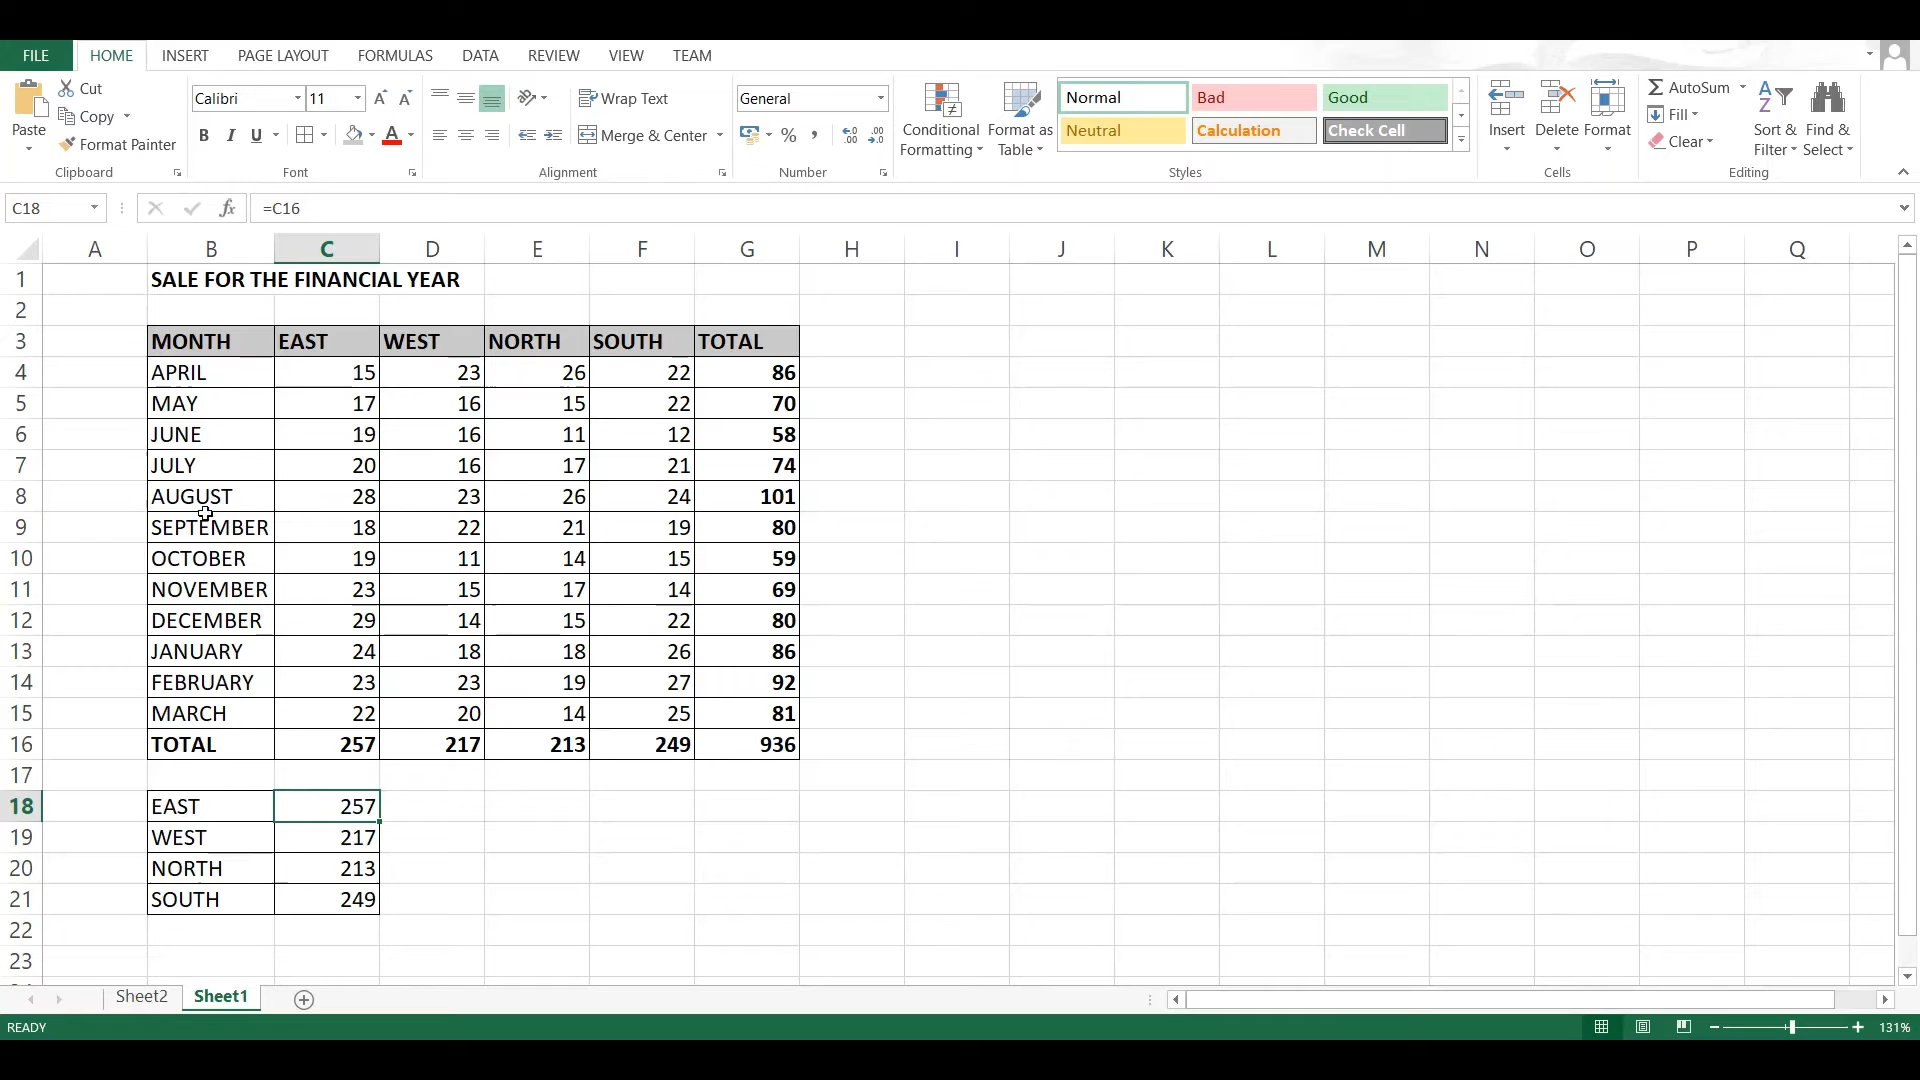 FILE HOME INSERT PAGE LAYOUT FORMULAS DATA REVIEW VIEW TEAM
Paste Cut Copy Format Painter
Calibri 11 B I U
Wrap Text Merge & Center
General % ,
Conditional Formatting Format as Table
Normal Bad Good
Neutral Calculation Check Cell
Insert Delete Format
AutoSum Fill Clear Sort & Filter Find & Select
Clipboard Font Alignment Number Styles Cells Editing
C18 fx =C16
A B C D E F G H I J K L M N O P Q
1 SALE FOR THE FINANCIAL YEAR
2
3 MONTH EAST WEST NORTH SOUTH TOTAL
4 APRIL 15 23 26 22 86
5 MAY 17 16 15 22 70
6 JUNE 19 16 11 12 58
7 JULY 20 16 17 21 74
8 AUGUST 28 23 26 24 101
9 SEPTEMBER 18 22 21 19 80
10 OCTOBER 19 11 14 15 59
11 NOVEMBER 23 15 17 14 69
12 DECEMBER 29 14 15 22 80
13 JANUARY 24 18 18 26 86
14 FEBRUARY 23 23 19 27 92
15 MARCH 22 20 14 25 81
16 TOTAL 257 217 213 249 936
17
18 EAST 257
19 WEST 217
20 NORTH 213
21 SOUTH 249
22
23
Sheet2 Sheet1
READY 131%